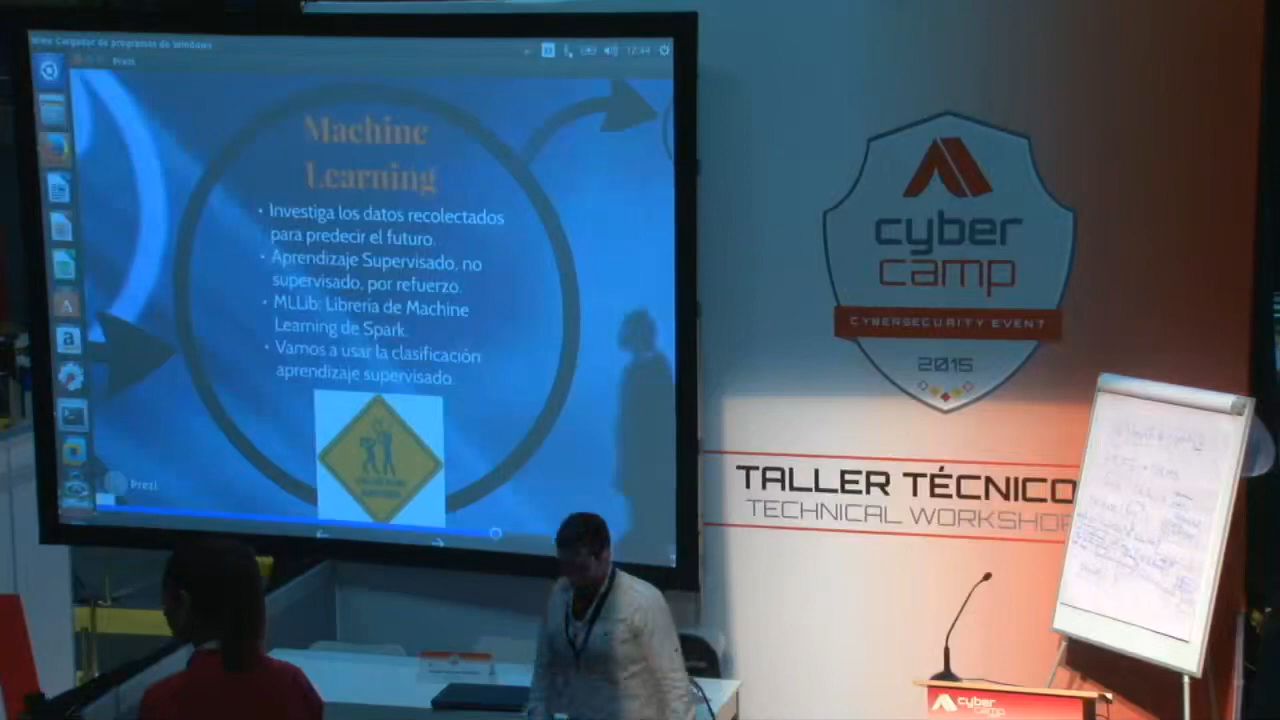 Cargador de programas de Windows
12:44
Prezi
Machine
Learning
• Investiga los datos recolectados
para predecir el futuro.
• Aprendizaje Supervisado, no
supervisado, por refuerzo.
• MLLib: Librería de Machine
Learning de Spark.
• Vamos a usar la clasificación
aprendizaje supervisado.
Prezi
cyber
camp
CYBERSECURITY EVENT
2015
TALLER TÉCNICO
TECHNICAL WORKSHOP
cyber
camp